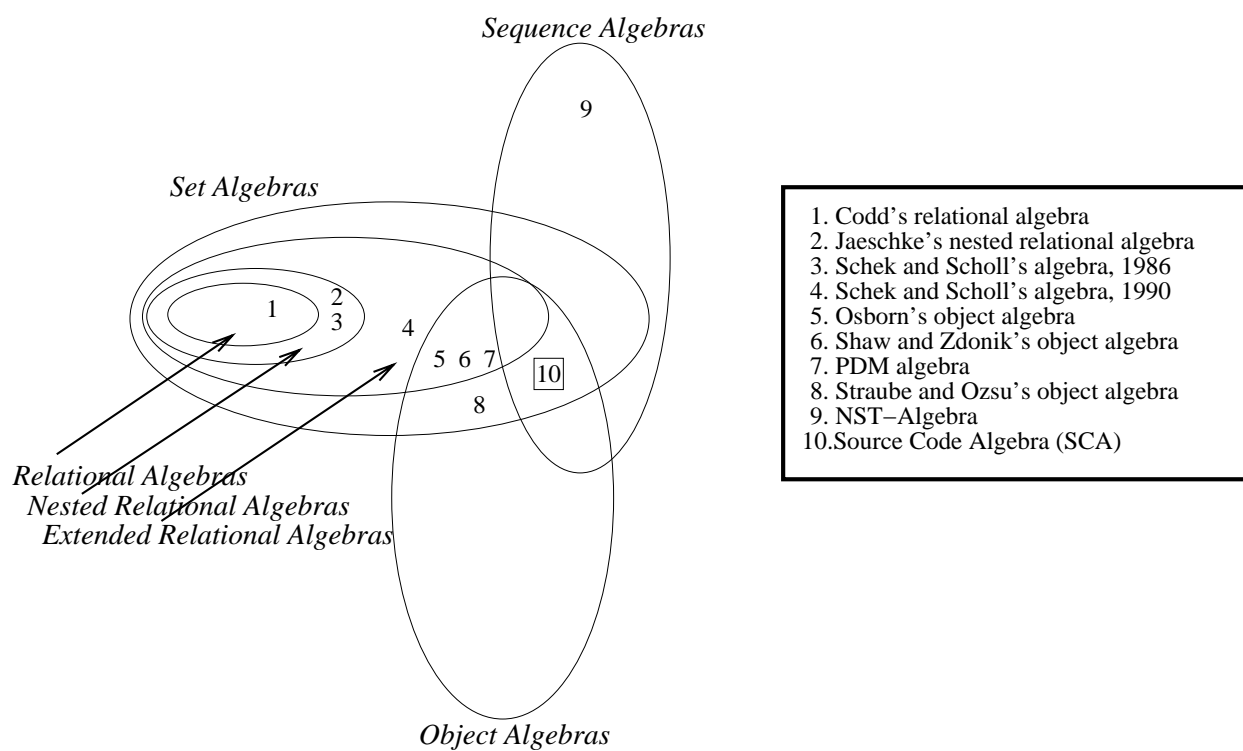 Sequence Algebras
9
Set Algebras
1
2
3
4
5 6 7
10
8
Relational Algebras
Nested Relational Algebras
Extended Relational Algebras
Object Algebras
1. Codd's relational algebra
2. Jaeschke's nested relational algebra
3. Schek and Scholl's algebra, 1986
4. Schek and Scholl's algebra, 1990
5. Osborn's object algebra
6. Shaw and Zdonik's object algebra
7. PDM algebra
8. Straube and Ozsu's object algebra
9. NST−Algebra
10.Source Code Algebra (SCA)